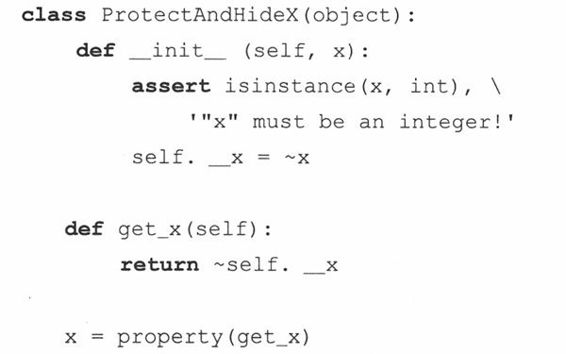 class ProtectAndHideX(object):
    def __init__ (self, x):
        assert isinstance(x, int), \
            '"x" must be an integer!'
        self. __x = ~x
    def get_x(self):
        return ~self. __x
    x = property(get_x)